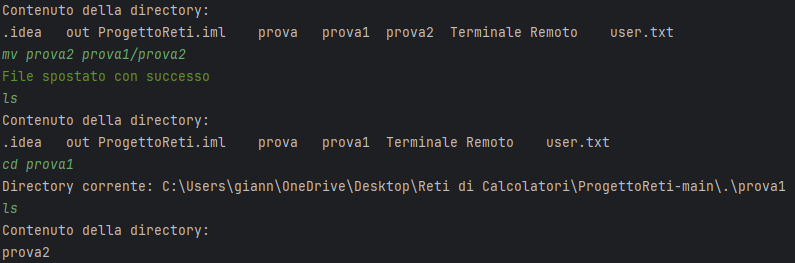 Contenuto della directory:
.idea   out ProgettoReti.iml    prova   prova1  prova2  Terminale Remoto    user.txt
mv prova2 prova1/prova2
File spostato con successo
ls
Contenuto della directory:
.idea   out ProgettoReti.iml    prova   prova1  Terminale Remoto    user.txt
cd prova1
Directory corrente: C:\Users\giann\OneDrive\Desktop\Reti di Calcolatori\ProgettoReti-main\.\prova1
ls
Contenuto della directory:
prova2